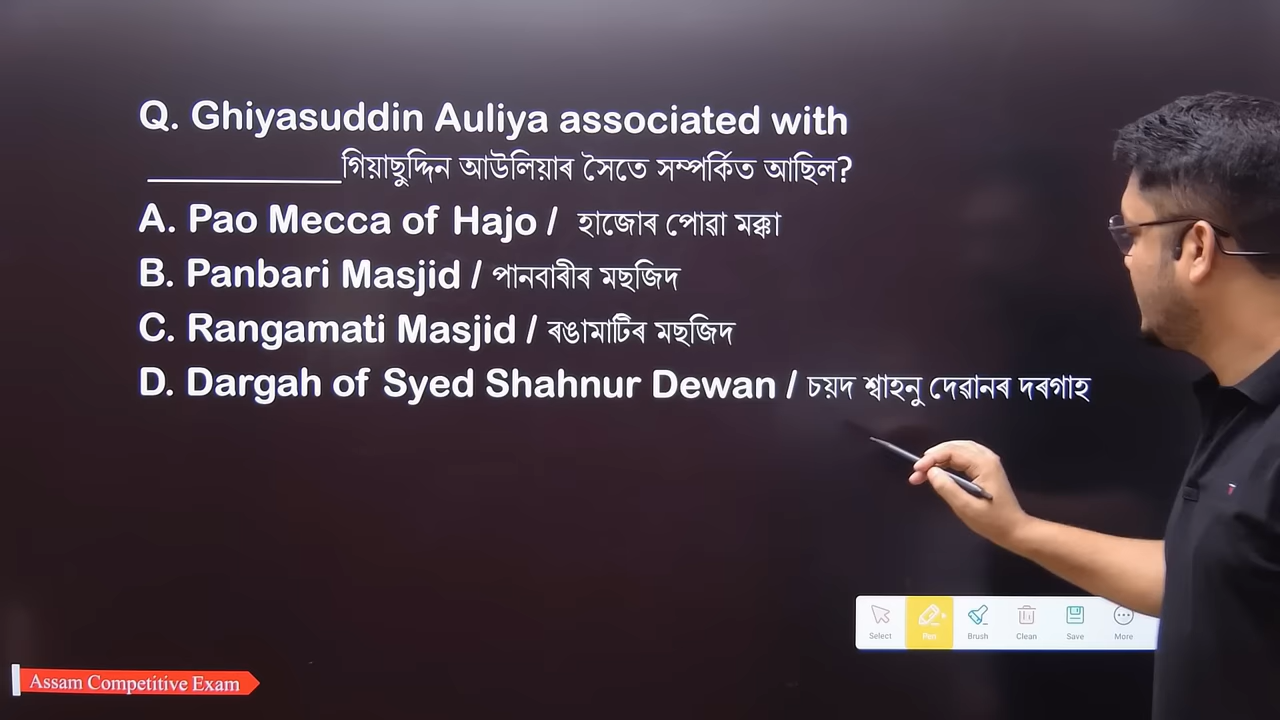 Q. Ghiyasuddin Auliya associated with
____________গিয়াছুদ্দিন আউলিয়াৰ সৈতে সম্পৰ্কিত আছিল?
A. Pao Mecca of Hajo / হাজোৰ পোৱা মক্কা
B. Panbari Masjid / পানবাৰীৰ মছজিদ
C. Rangamati Masjid / ৰঙামাটিৰ মছজিদ
D. Dargah of Syed Shahnur Dewan / চয়দ শ্বাহনু দেৱানৰ দৰগাহ
Select Pen Brush Clean Save More
Assam Competitive Exam